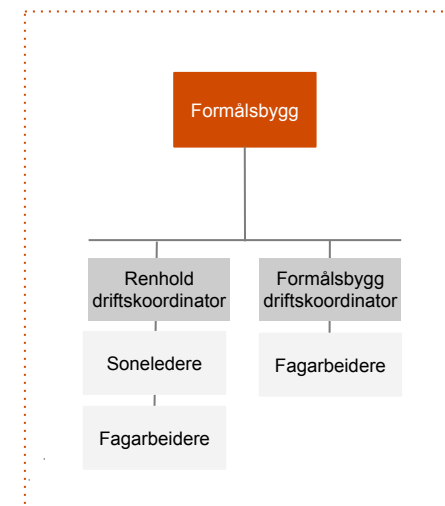 Formålsbygg
Renhold
driftskoordinator
Formålsbygg
driftskoordinator
Soneledere
Fagarbeidere
Fagarbeidere